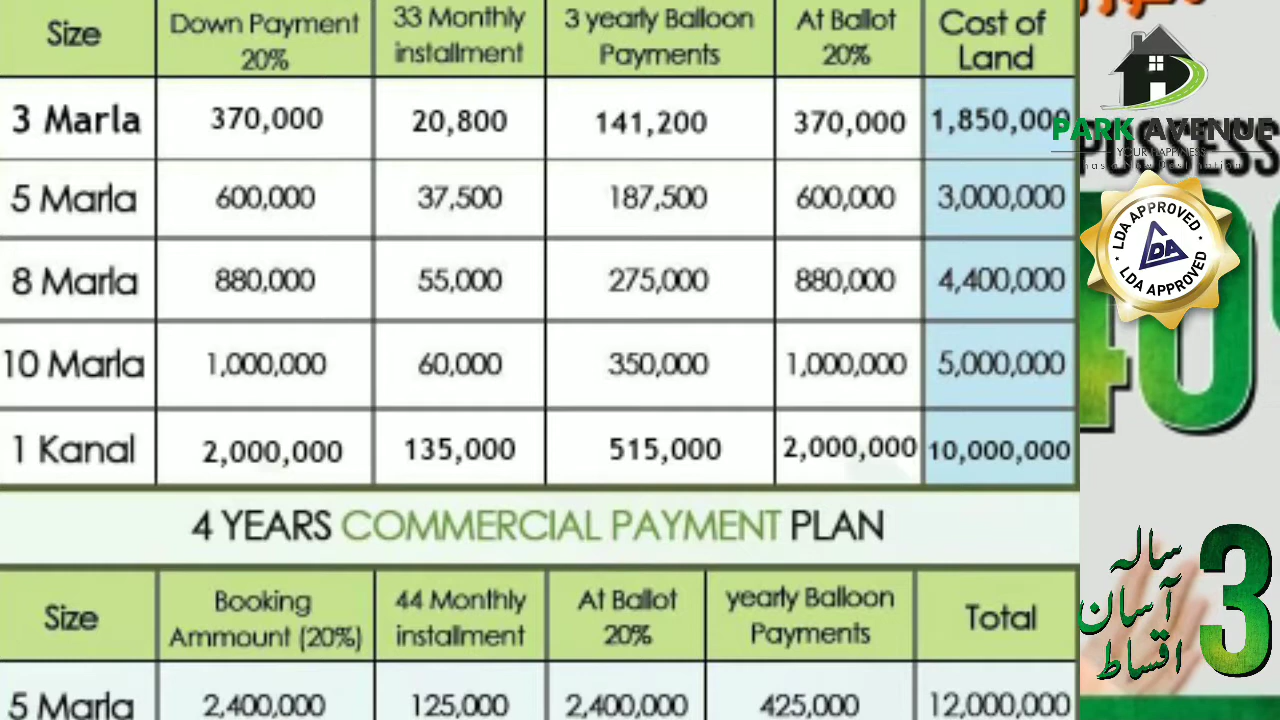 Size Down Payment 20% 33 Monthly installment 3 yearly Balloon Payments At Ballot 20% Cost of Land
3 Marla 370,000 20,800 141,200 370,000 1,850,000
5 Marla 600,000 37,500 187,500 600,000 3,000,000
8 Marla 880,000 55,000 275,000 880,000 4,400,000
10 Marla 1,000,000 60,000 350,000 1,000,000 5,000,000
1 Kanal 2,000,000 135,000 515,000 2,000,000 10,000,000
4 YEARS COMMERCIAL PAYMENT PLAN
Size Booking Ammount (20%) 44 Monthly installment At Ballot 20% yearly Balloon Payments Total
5 Marla 2,400,000 125,000 2,400,000 425,000 12,000,000
PARK AVENUE
YOUR HAPPINESS
POSSESS
LDA APPROVED
LDA
LDA APPROVED
40
3
سالہ
آسان
اقساط